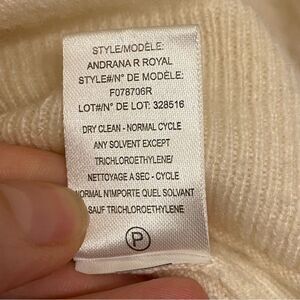 STYLE/MODÈLE:
ANDRANA R ROYAL
STYLE#/N° DE MODÈLE:
F078706R
LOT#/N° DE LOT: 328516
DRY CLEAN - NORMAL CYCLE
ANY SOLVENT EXCEPT
TRICHLOROETHYLENE/
NETTOYAGE A SEC - CYCLE
NORMAL N'IMPORTE QUEL SOLVANT
SAUF TRICHLOROETHYLENE
P